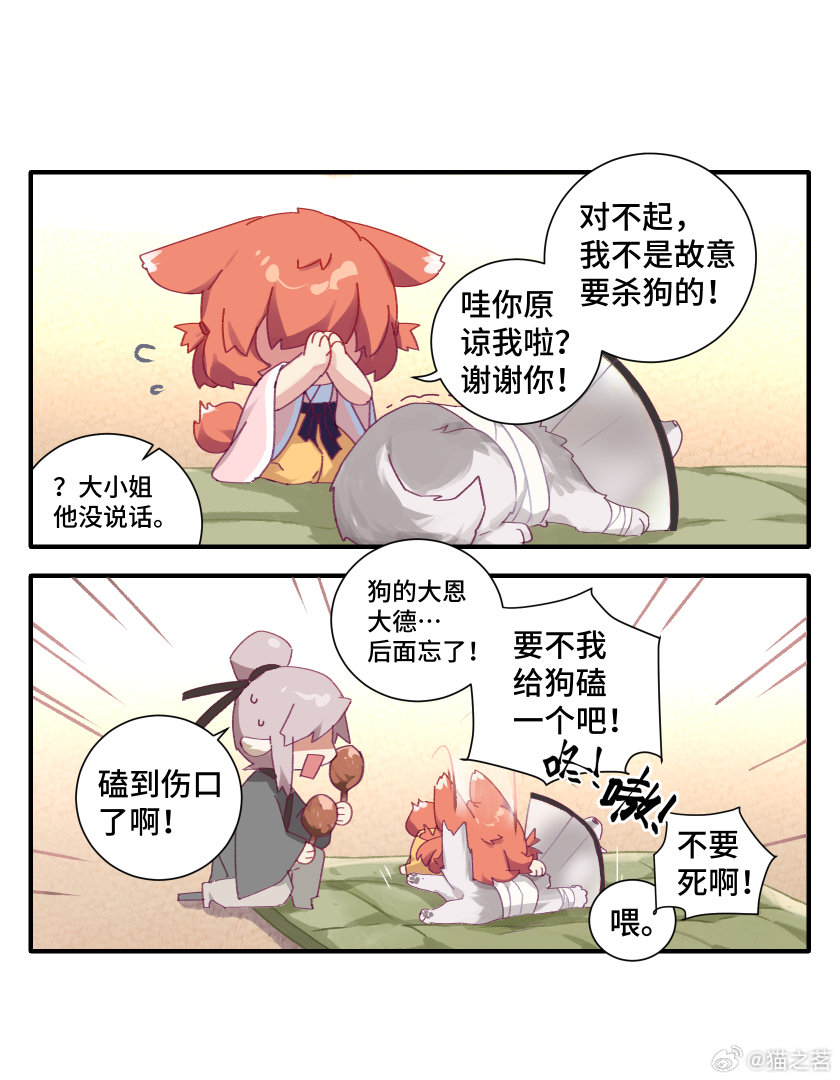 对不起，
我不是故意
要杀狗的！
哇你原
谅我啦？
谢谢你！
？大小姐
他没说话。
狗的大恩
大德…
后面忘了！
要不我
给狗磕
一个吧！
磕到伤口
了啊！
咚！
嗷！
不要
死啊！
喂。
@猫之茗